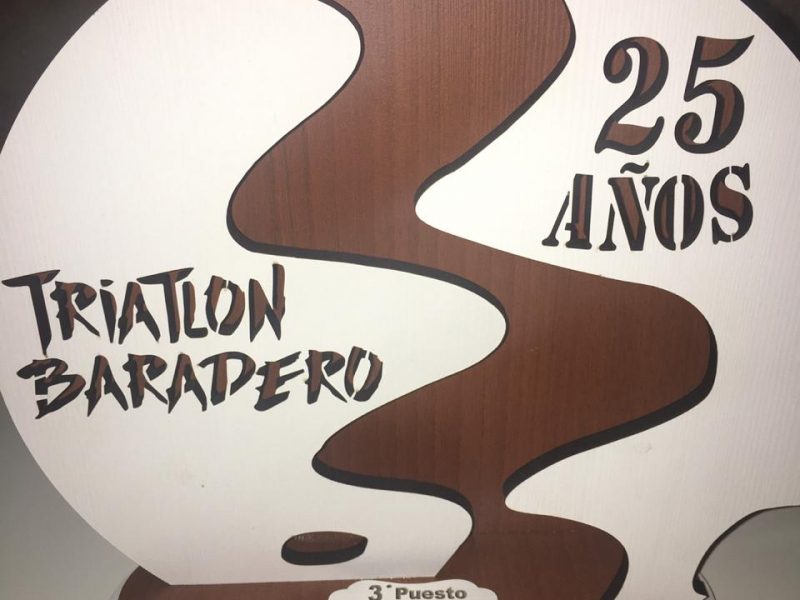 25
AÑOS
TRIATLON
BARADERO
3˙ Puesto